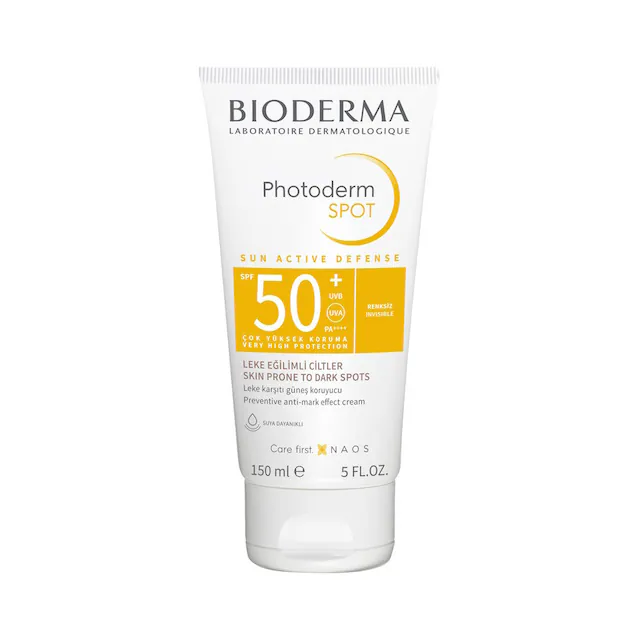 BIODERMA
LABORATOIRE DERMATOLOGIQUE
Photoderm
SPOT
SUN ACTIVE DEFENSE
SPF 50+
UVB
UVA
PA++++
RENKSİZ
INVISIBLE
ÇOK YÜKSEK KORUMA
VERY HIGH PROTECTION
LEKE EĞİLİMLİ CİLTLER
SKIN PRONE TO DARK SPOTS
Leke karşıtı güneş koruyucu
Preventive anti-mark effect cream
SUYA DAYANIKLI
Care first. NAOS
150 ml ℮ 5 FL.OZ.